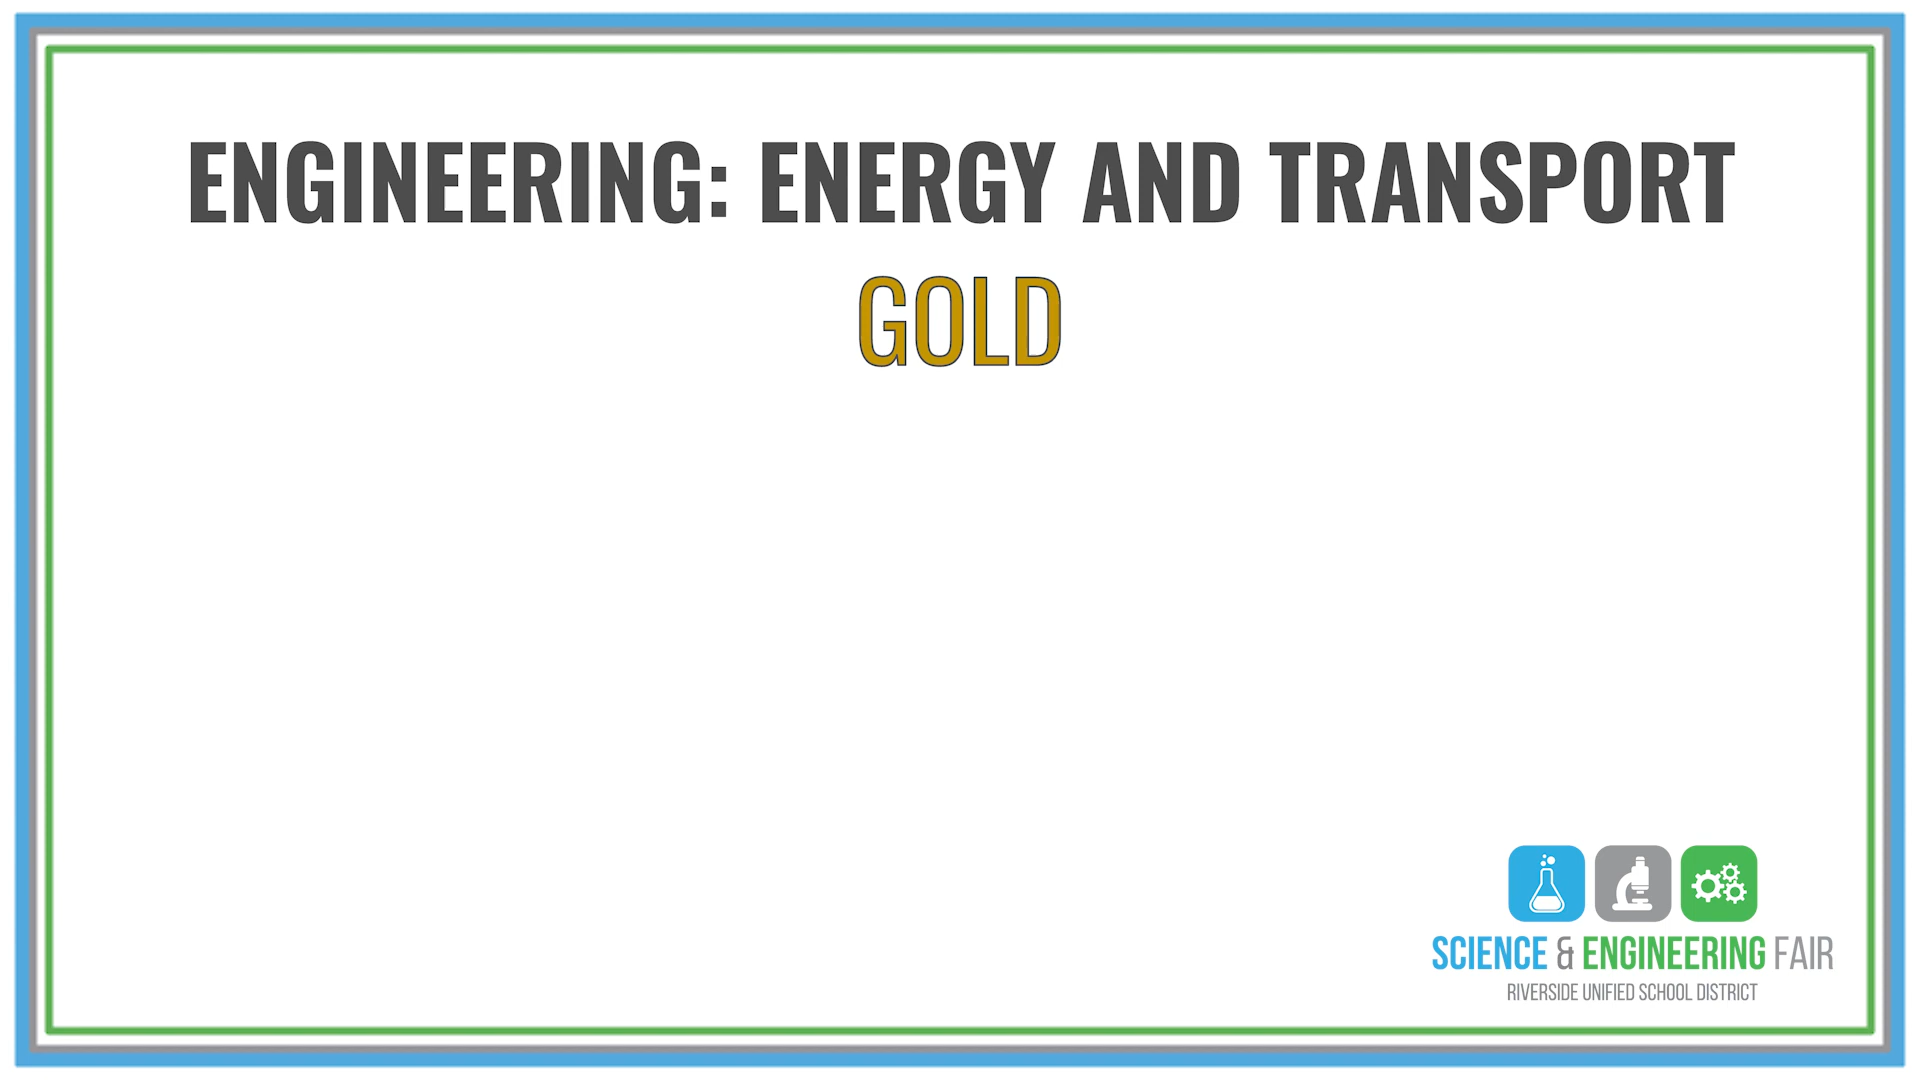 ENGINEERING: ENERGY AND TRANSPORT
GOLD
SCIENCE & ENGINEERING FAIR
RIVERSIDE UNIFIED SCHOOL DISTRICT